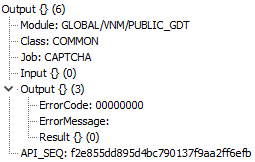 Output {} (6)
Module: GLOBAL/VNM/PUBLIC_GDT
Class: COMMON
Job: CAPTCHA
Input {} (0)
Output {} (3)
ErrorCode: 00000000
ErrorMessage:
Result {} (0)
API_SEQ: f2e855dd895d4bc790137f9aa2ff6efb